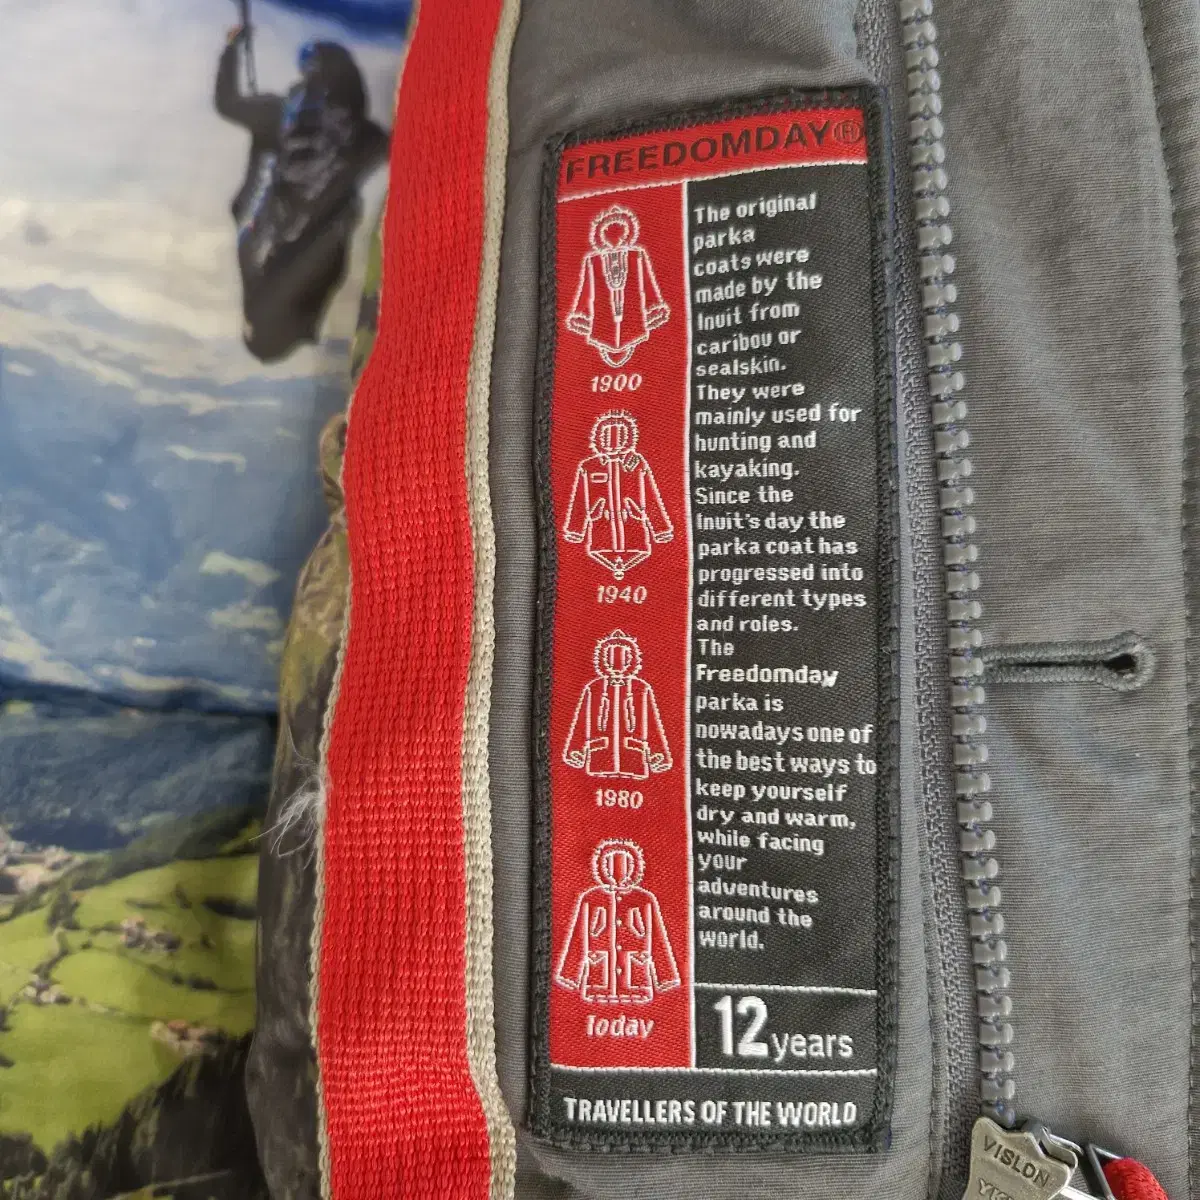 FREEDOMDAY®
1900
1940
1980
Today
The original
parka
coats were
made by the
Inuit from
caribou or
sealskin.
They were
mainly used for
hunting and
kayaking.
Since the
Inuit's day the
parka coat has
progressed into
different types
and roles.
The
Freedomday
parka is
nowadays one of
the best ways to
keep yourself
dry and warm,
while facing
your
adventures
around the
world.
12 years
TRAVELLERS OF THE WORLD
VISLON